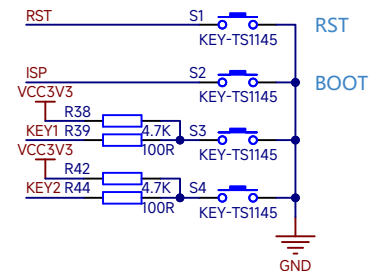 RST S1 RST
KEY-TS1145
ISP S2 BOOT
VCC3V3 KEY-TS1145
R38
KEY1 R39 4.7K S3
VCC3V3 100R KEY-TS1145
R42
KEY2 R44 4.7K S4
100R KEY-TS1145
GND